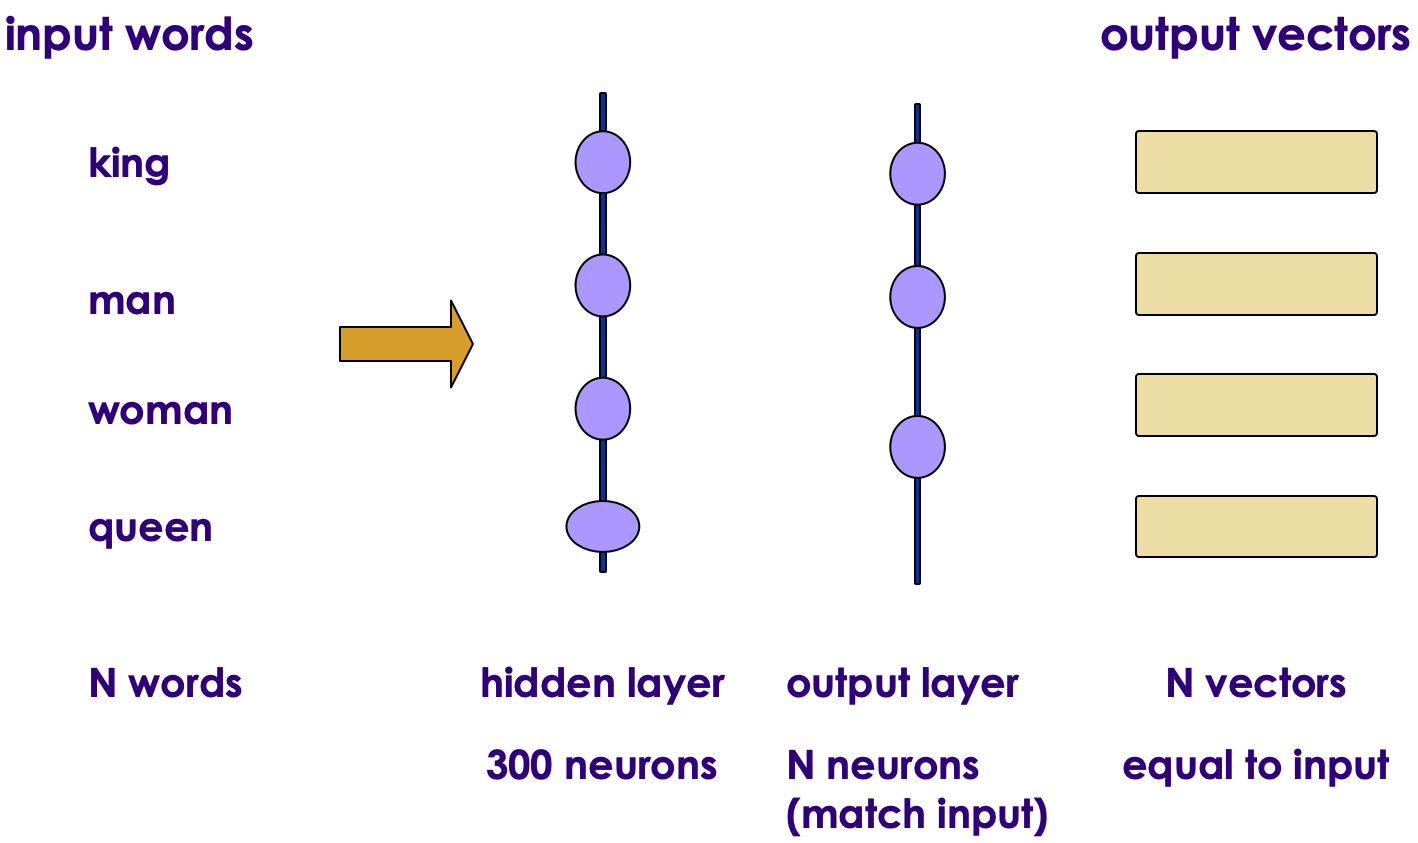 input words
output vectors
king
man
woman
queen
N words
hidden layer
output layer
N vectors
300 neurons
N neurons
(match input)
equal to input